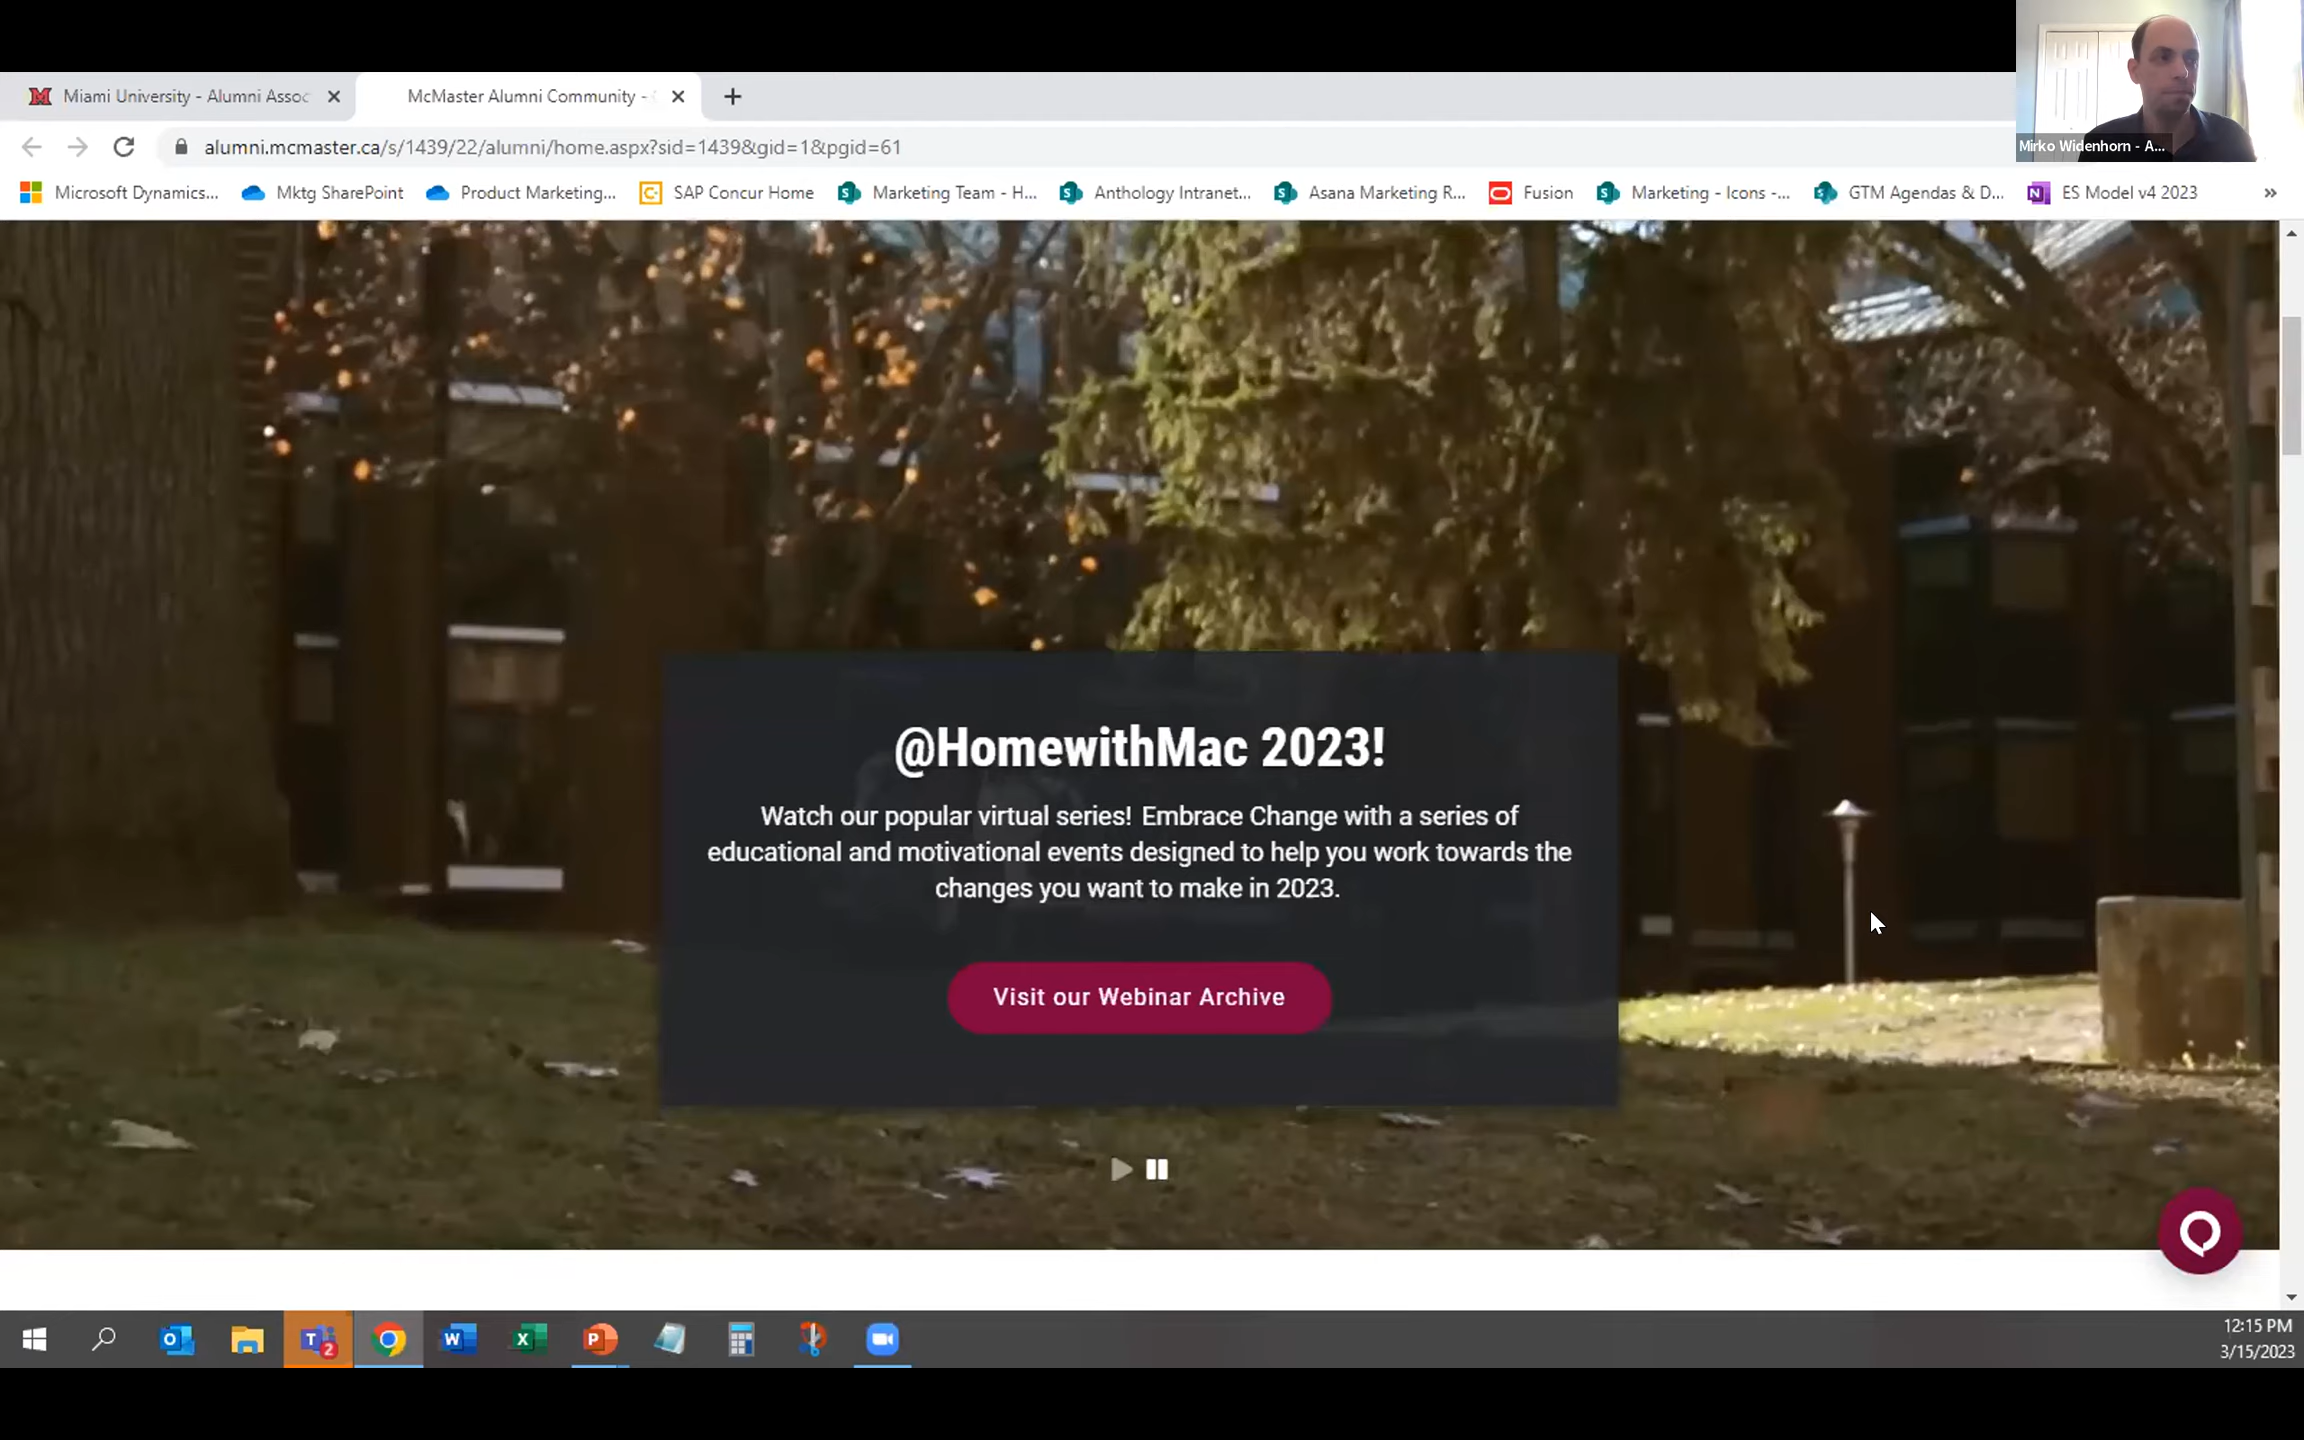 Miami University - Alumni Assoc
McMaster Alumni Community -
Mirko Widenhorn - A...
alumni.mcmaster.ca/s/1439/22/alumni/home.aspx?sid=1439&gid=1&pgid=61
Microsoft Dynamics...
Mktg SharePoint
Product Marketing...
SAP Concur Home
Marketing Team - H...
Anthology Intranet...
Asana Marketing R...
Fusion
Marketing - Icons -...
GTM Agendas & D...
ES Model v4 2023
@HomewithMac 2023!
Watch our popular virtual series! Embrace Change with a series of
educational and motivational events designed to help you work towards the
changes you want to make in 2023.
Visit our Webinar Archive
2
12:15 PM
3/15/2023